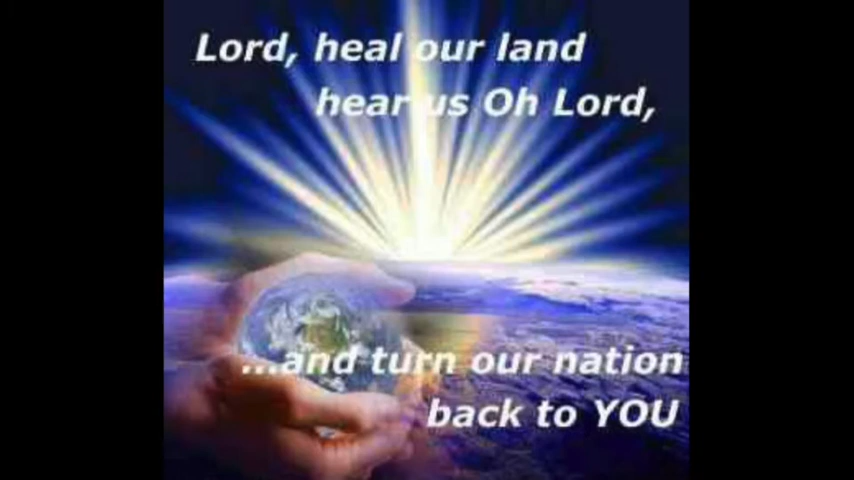 Lord, heal our land
hear us Oh Lord,
...and turn our nation
back to YOU